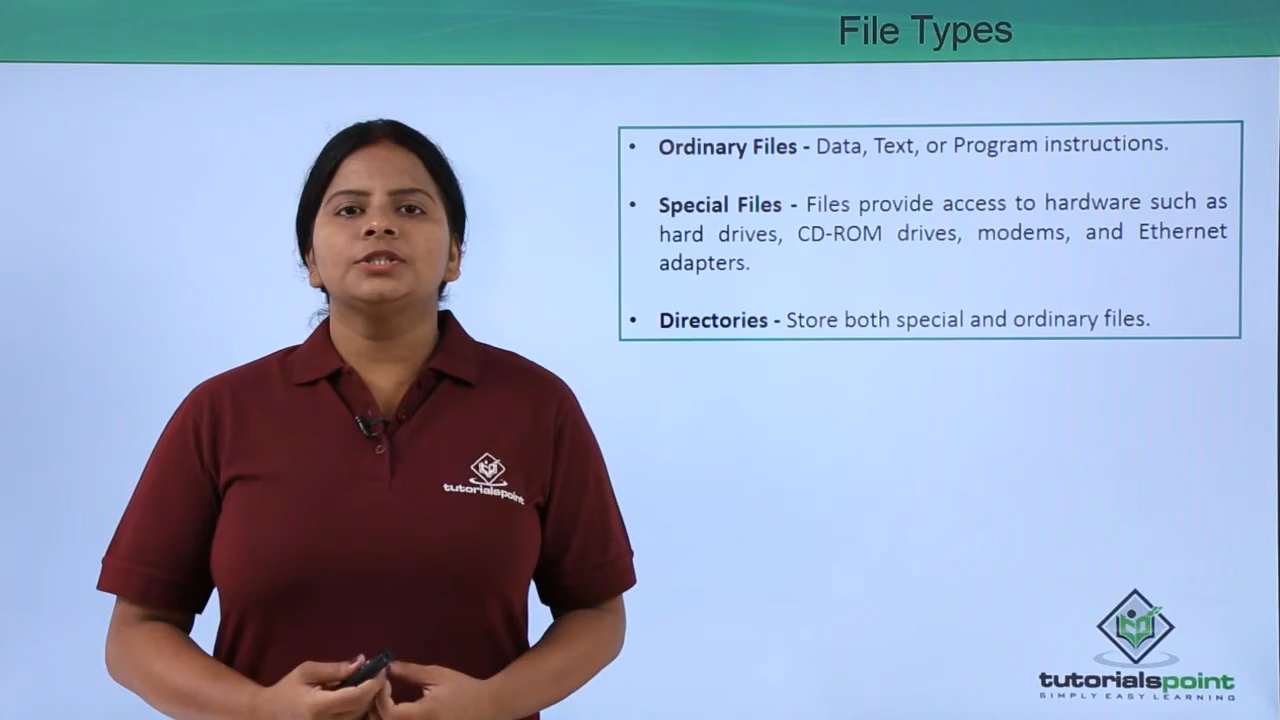 File Types
• Ordinary Files - Data, Text, or Program instructions.
• Special Files - Files provide access to hardware such as
hard drives, CD-ROM drives, modems, and Ethernet
adapters.
• Directories - Store both special and ordinary files.
tutorialspoint
tutorialspoint
SIMPLY EASY LEARNING